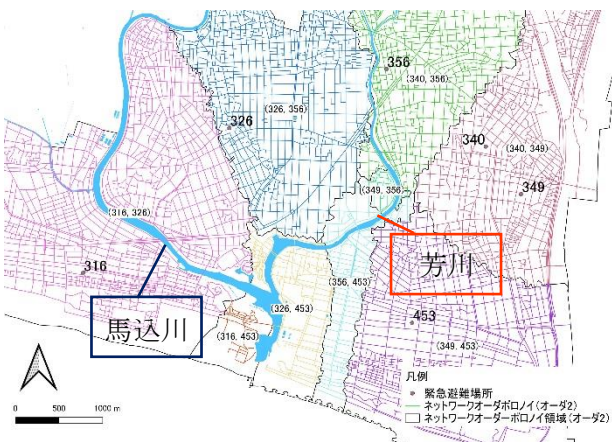 356
(340, 356)
326
(326, 356)
340
(340, 349)
349
(349, 356)
(316, 326)
316
芳川
(356, 453)
馬込川
(326, 453)
453
(316, 453)
(349, 453)
凡例
緊急避難場所
ネットワークオーダボロノイ(オーダ2)
ネットワークオーダーボロノイ領域(オーダ2)
0 500 1000 m